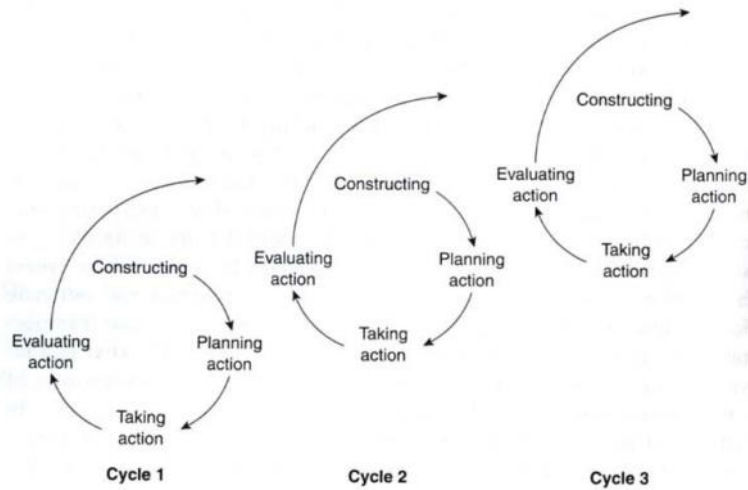 Constructing
Planning
action
Taking
action
Evaluating
action
Cycle 1
Constructing
Planning
action
Taking
action
Evaluating
action
Cycle 2
Constructing
Planning
action
Taking
action
Evaluating
action
Cycle 3